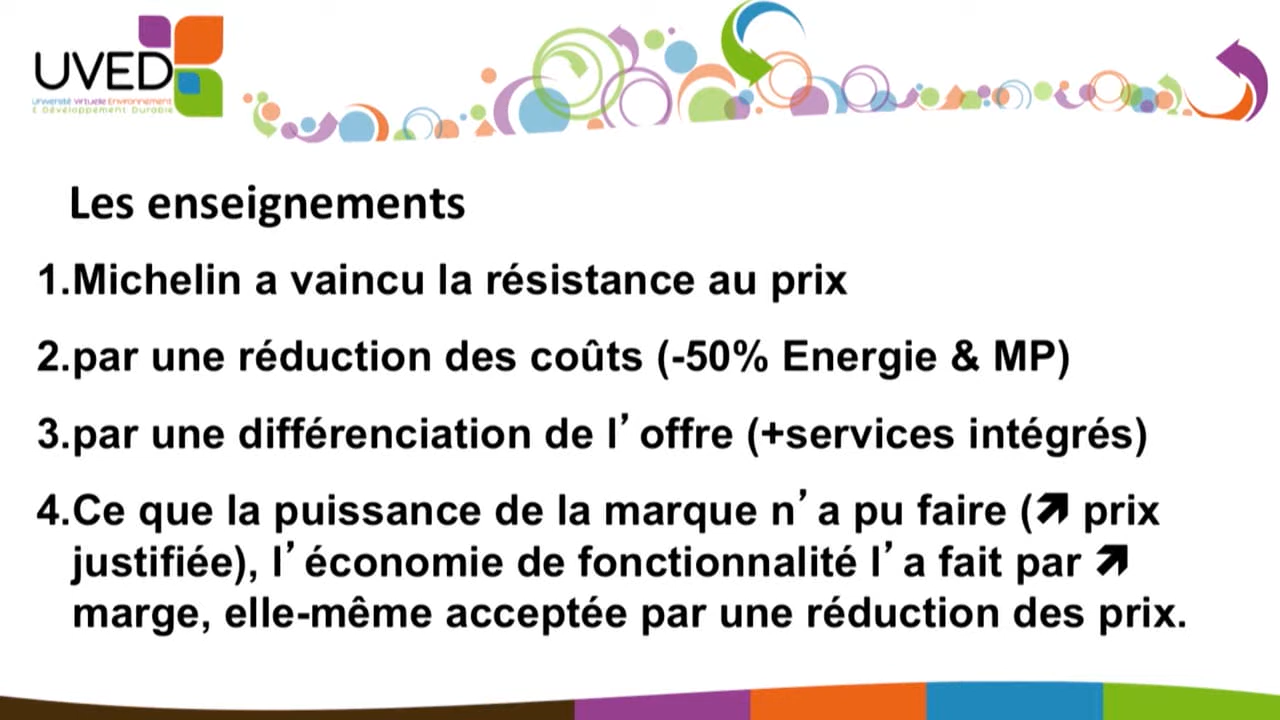 UVED
Université Virtuelle Environnement
& Développement Durable
Les enseignements
1.Michelin a vaincu la résistance au prix
2.par une réduction des coûts (-50% Energie & MP)
3.par une différenciation de l’offre (+services intégrés)
4.Ce que la puissance de la marque n’a pu faire (↗ prix
justifiée), l’économie de fonctionnalité l’a fait par ↗
marge, elle-même acceptée par une réduction des prix.